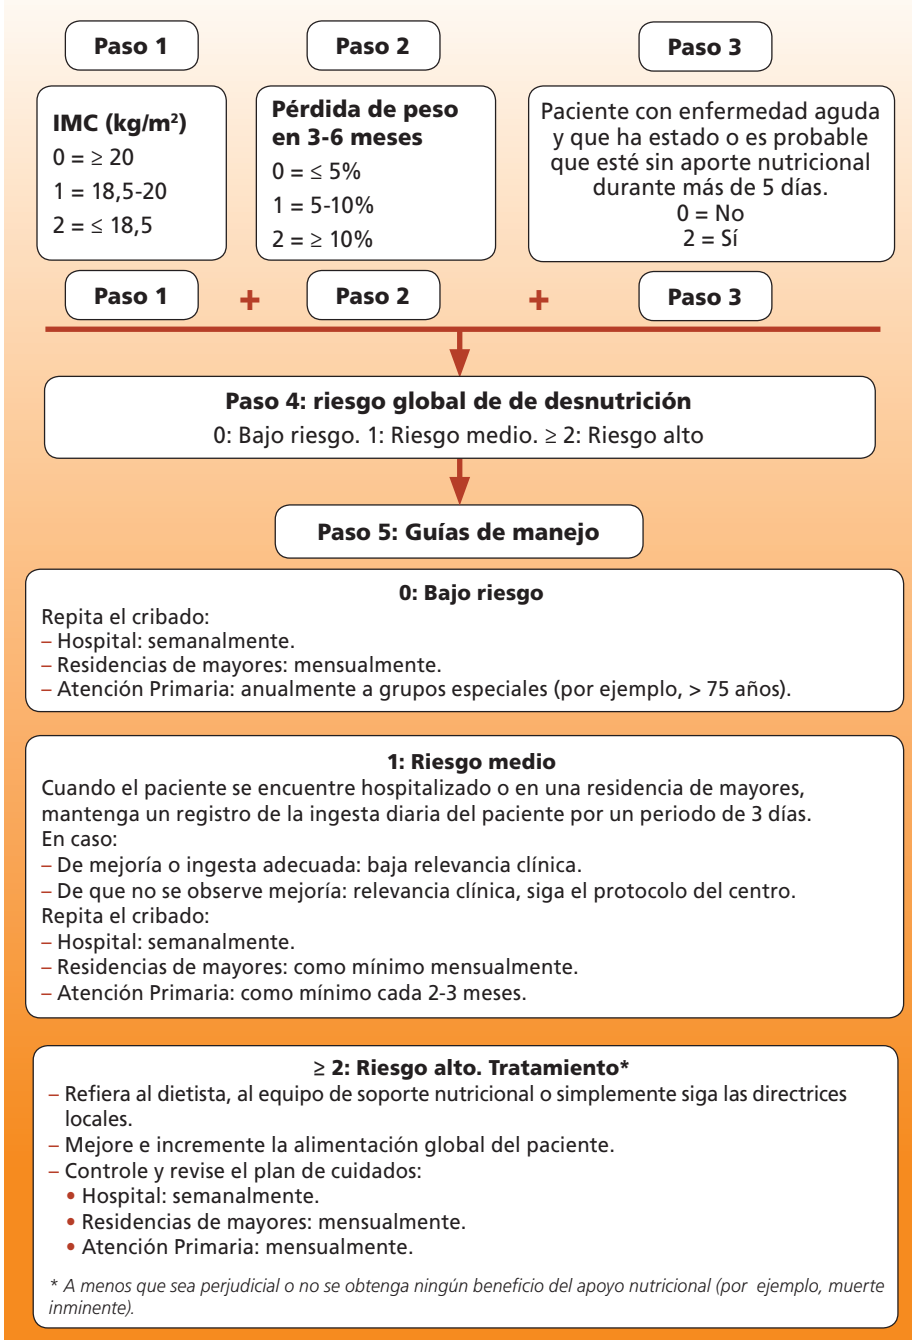 Paso 1
Paso 2
Paso 3
IMC (kg/m²)
0 = ≥ 20
1 = 18,5-20
2 = ≤ 18,5
Pérdida de peso
en 3-6 meses
0 = ≤ 5%
1 = 5-10%
2 = ≥ 10%
Paciente con enfermedad aguda
y que ha estado o es probable
que esté sin aporte nutricional
durante más de 5 días.
0 = No
2 = Sí
Paso 1
+
Paso 2
+
Paso 3
Paso 4: riesgo global de de desnutrición
0: Bajo riesgo. 1: Riesgo medio. ≥ 2: Riesgo alto
Paso 5: Guías de manejo
0: Bajo riesgo
Repita el cribado:
– Hospital: semanalmente.
– Residencias de mayores: mensualmente.
– Atención Primaria: anualmente a grupos especiales (por ejemplo, > 75 años).
1: Riesgo medio
Cuando el paciente se encuentre hospitalizado o en una residencia de mayores,
mantenga un registro de la ingesta diaria del paciente por un periodo de 3 días.
En caso:
– De mejoría o ingesta adecuada: baja relevancia clínica.
– De que no se observe mejoría: relevancia clínica, siga el protocolo del centro.
Repita el cribado:
– Hospital: semanalmente.
– Residencias de mayores: como mínimo mensualmente.
– Atención Primaria: como mínimo cada 2-3 meses.
≥ 2: Riesgo alto. Tratamiento*
– Refiera al dietista, al equipo de soporte nutricional o simplemente siga las directrices
locales.
– Mejore e incremente la alimentación global del paciente.
– Controle y revise el plan de cuidados:
• Hospital: semanalmente.
• Residencias de mayores: mensualmente.
• Atención Primaria: mensualmente.
* A menos que sea perjudicial o no se obtenga ningún beneficio del apoyo nutricional (por ejemplo, muerte
inminente).